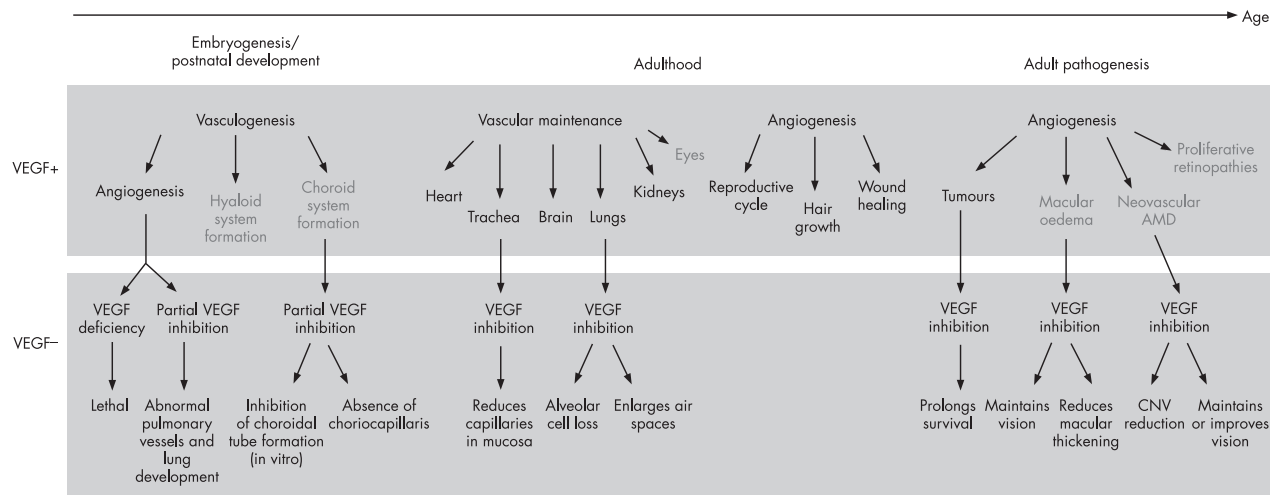 Age
Embryogenesis/
postnatal development
Adulthood
Adult pathogenesis
VEGF+
Vasculogenesis
Angiogenesis
Hyaloid
system
formation
Choroid
system
formation
Vascular maintenance
Heart
Trachea
Brain
Lungs
Kidneys
Eyes
Angiogenesis
Reproductive
cycle
Hair
growth
Wound
healing
Angiogenesis
Tumours
Macular
oedema
Neovascular
AMD
Proliferative
retinopathies
VEGF–
VEGF
deficiency
Partial VEGF
inhibition
Partial VEGF
inhibition
VEGF
inhibition
VEGF
inhibition
VEGF
inhibition
VEGF
inhibition
VEGF
inhibition
Lethal
Abnormal
pulmonary
vessels and
lung
development
Inhibition
of choroidal
tube formation
(in vitro)
Absence of
choriocapillaris
Reduces
capillaries
in mucosa
Alveolar
cell loss
Enlarges air
spaces
Prolongs
survival
Maintains
vision
Reduces
macular
thickening
CNV
reduction
Maintains
or improves
vision